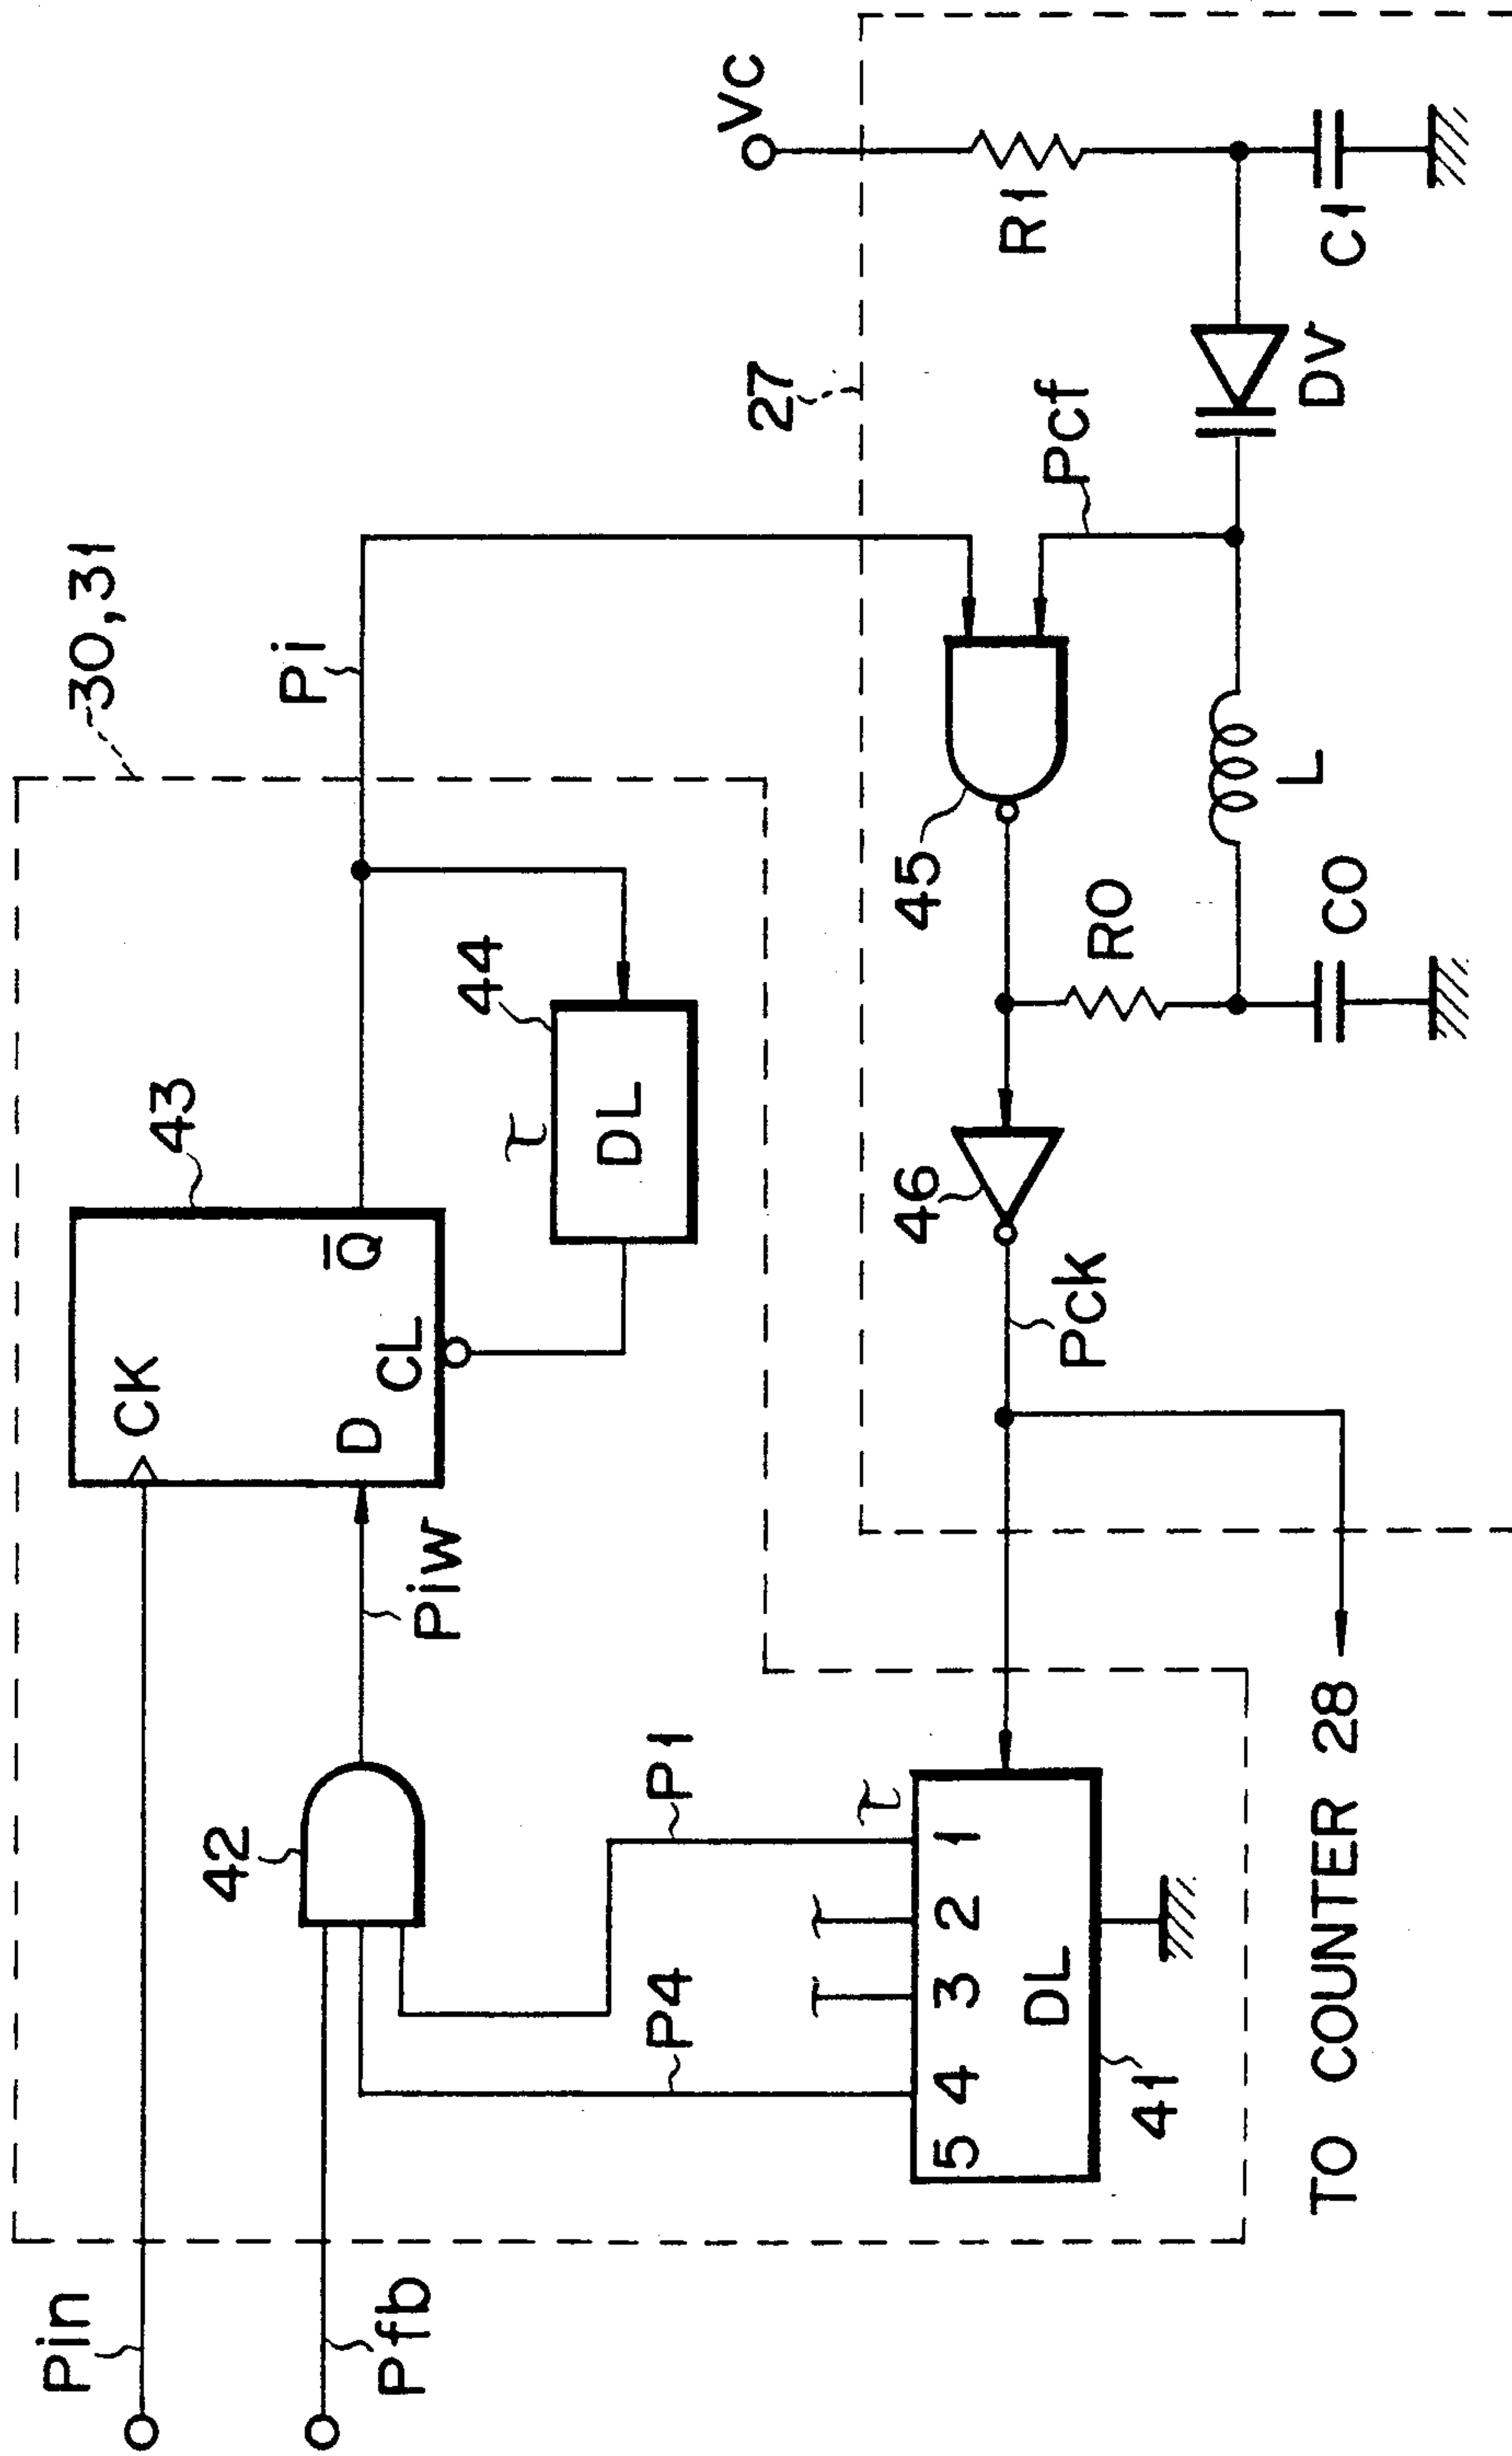 Pin
Pfb
30,31
42
Piw
CK
D
CL
Q̅
43
44
τ
DL
Pi
P4
P1
τ
5 4 3 2 1
DL
41
TO COUNTER 28
27
Vc
R1
C1
DV
Pcf
45
46
Pck
RO
CO
L